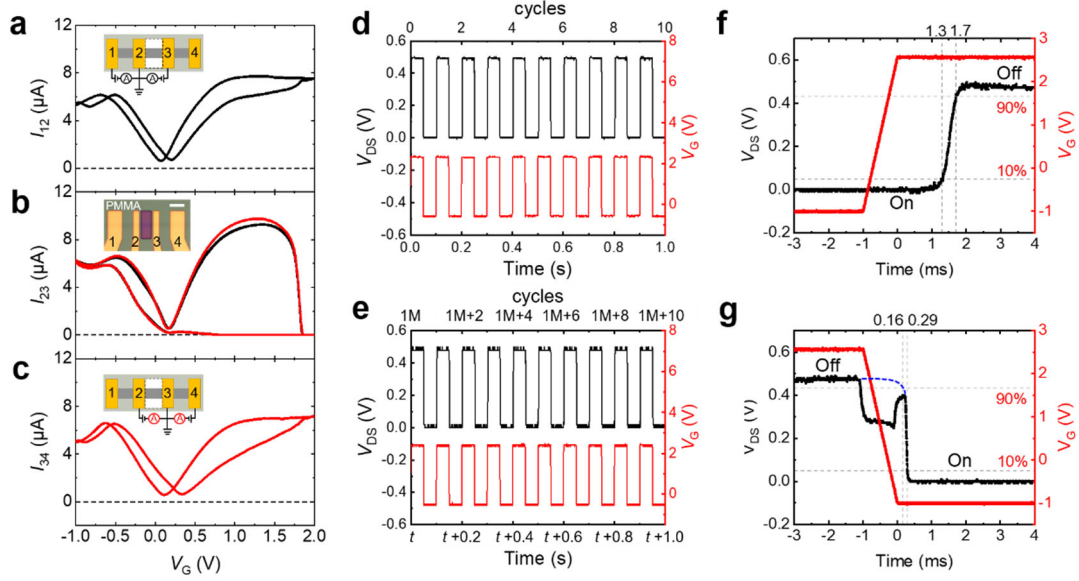 a
12
8
4
0
I12 (μA)
1 2 3 4
A A
b
12
8
4
0
I23 (μA)
PMMA
1 2 3 4
c
12
8
4
0
I34 (μA)
1 2 3 4
A A
-1.0 -0.5 0.0 0.5 1.0 1.5 2.0
VG (V)
d
cycles
0 2 4 6 8 10
0.6
0.4
0.2
0.0
-0.2
-0.4
-0.6
VDS (V)
8
6
4
2
0
VG (V)
0.0 0.2 0.4 0.6 0.8 1.0
Time (s)
e
cycles
1M 1M+2 1M+4 1M+6 1M+8 1M+10
0.6
0.4
0.2
0.0
-0.2
-0.4
-0.6
VDS (V)
8
6
4
2
0
VG (V)
t t+0.2 t+0.4 t+0.6 t+0.8 t+1.0
Time (s)
f
1.3 1.7
0.6
0.4
0.2
0.0
-0.2
VDS (V)
Off
90%
10%
On
3
2
1
0
-1
VG (V)
-3 -2 -1 0 1 2 3 4
Time (ms)
g
0.16 0.29
0.6
0.4
0.2
0.0
-0.2
VDS (V)
Off
90%
On
10%
3
2
1
0
-1
VG (V)
-3 -2 -1 0 1 2 3 4
Time (ms)